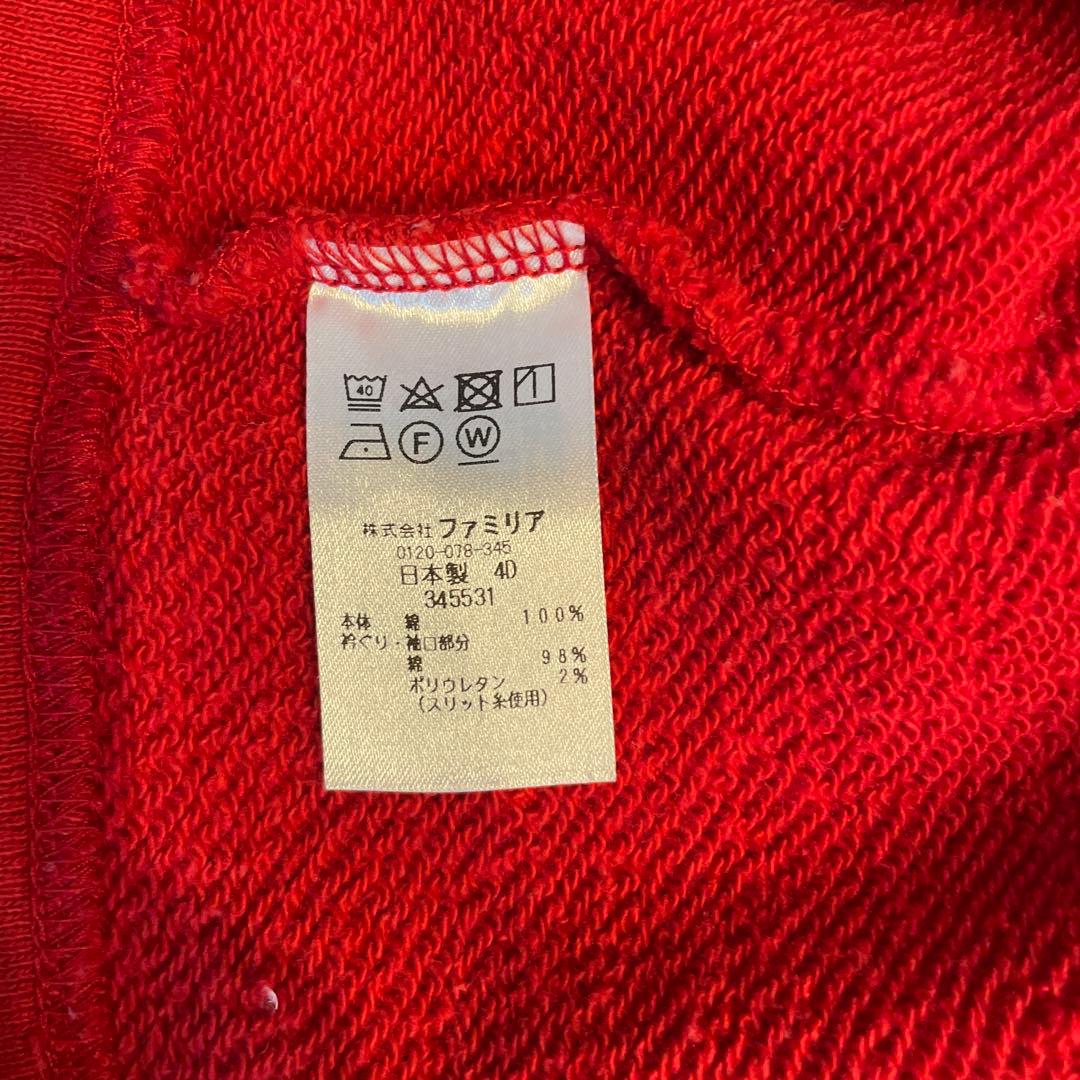 40
F W
株式会社 ファミリア
0120-078-345
日本製 4D
345531
本体 綿 100%
衿ぐり・袖口部分
綿 98%
ポリウレタン 2%
(スリット糸使用)